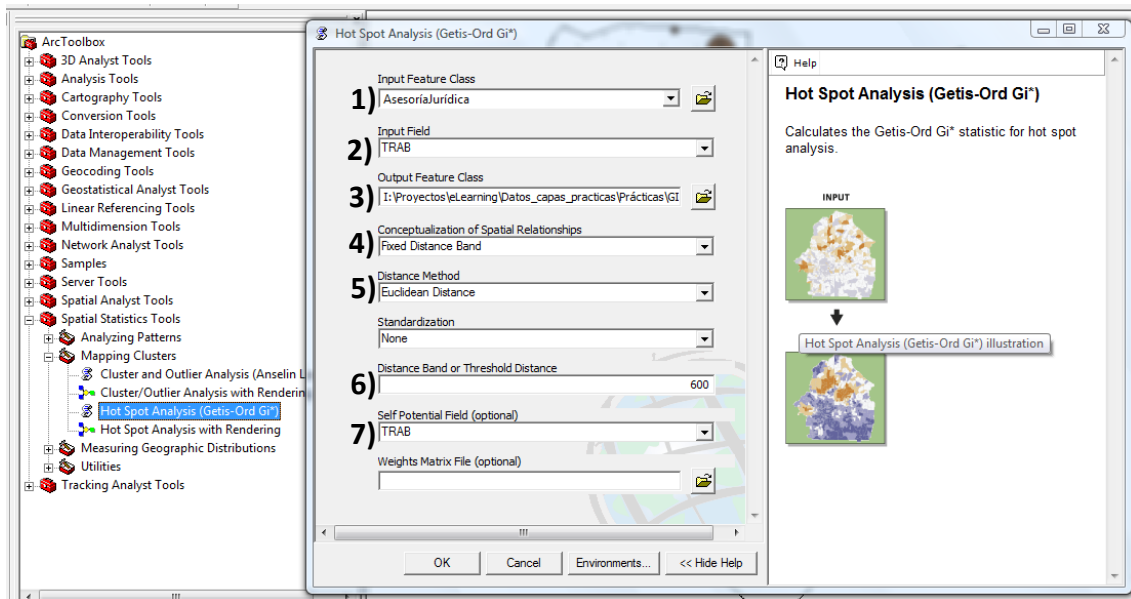 ArcToolbox
3D Analyst Tools
Analysis Tools
Cartography Tools
Conversion Tools
Data Interoperability Tools
Data Management Tools
Geocoding Tools
Geostatistical Analyst Tools
Linear Referencing Tools
Multidimension Tools
Network Analyst Tools
Samples
Server Tools
Spatial Analyst Tools
Spatial Statistics Tools
Analyzing Patterns
Mapping Clusters
Cluster and Outlier Analysis (Anselin L
Cluster/Outlier Analysis with Renderin
Hot Spot Analysis (Getis-Ord Gi*)
Hot Spot Analysis with Rendering
Measuring Geographic Distributions
Utilities
Tracking Analyst Tools
Hot Spot Analysis (Getis-Ord Gi*)
Input Feature Class
1) AsesoríaJurídica
Input Field
2) TRAB
Output Feature Class
3) I:\Proyectos\eLearning\Datos_capas_practicas\Prácticas\GI
Conceptualization of Spatial Relationships
4) Fixed Distance Band
Distance Method
5) Euclidean Distance
Standardization
None
Distance Band or Threshold Distance
6) 600
Self Potential Field (optional)
7) TRAB
Weights Matrix File (optional)
OK Cancel Environments... << Hide Help
Help
Hot Spot Analysis (Getis-Ord Gi*)
Calculates the Getis-Ord Gi* statistic for hot spot
analysis.
INPUT
Hot Spot Analysis (Getis-Ord Gi*) illustration